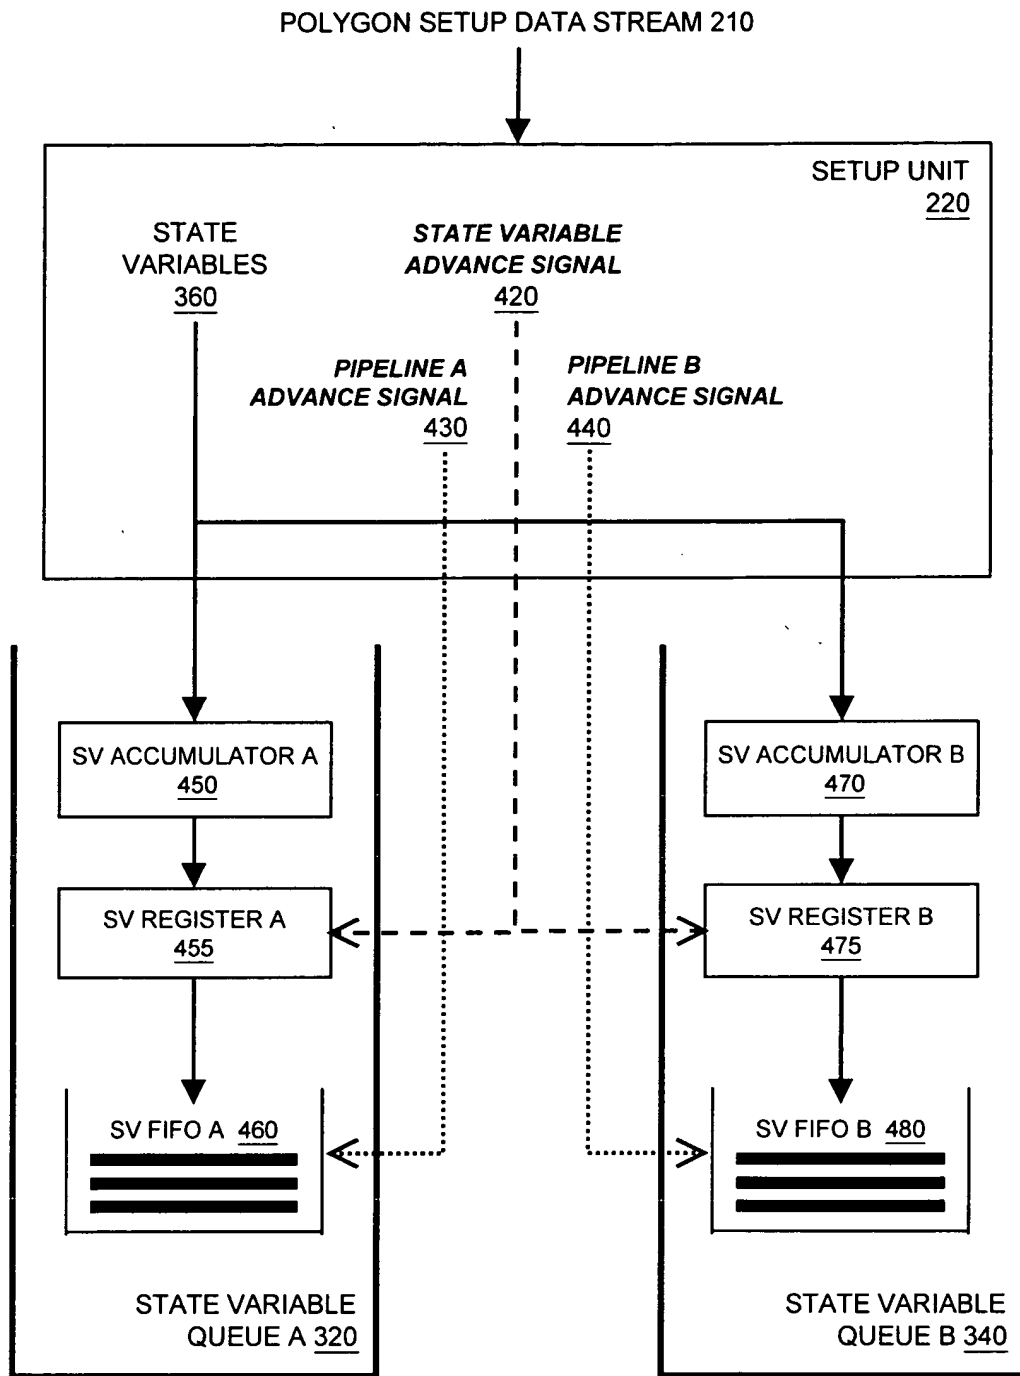 POLYGON SETUP DATA STREAM 210
SETUP UNIT
220
STATE
VARIABLES
360
STATE VARIABLE
ADVANCE SIGNAL
420
PIPELINE A
ADVANCE SIGNAL
430
PIPELINE B
ADVANCE SIGNAL
440
SV ACCUMULATOR A
450
SV ACCUMULATOR B
470
SV REGISTER A
455
SV REGISTER B
475
SV FIFO A 460
SV FIFO B 480
STATE VARIABLE
QUEUE A 320
STATE VARIABLE
QUEUE B 340